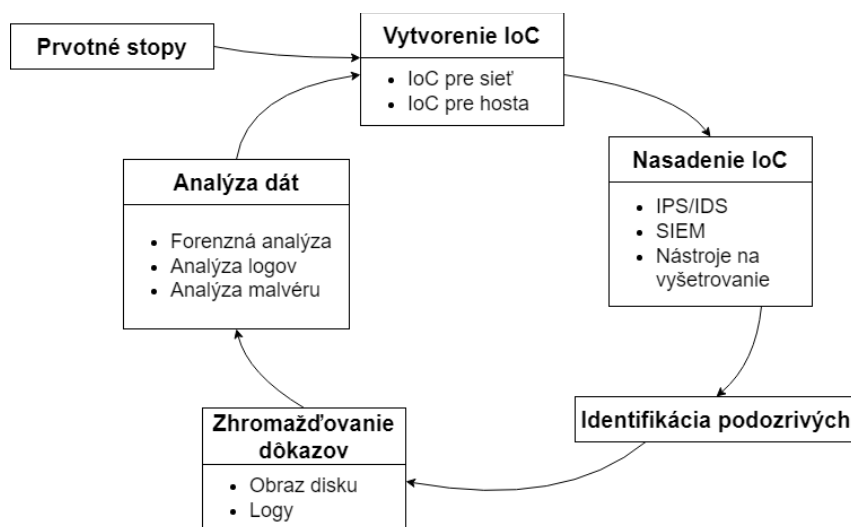 Prvotné stopy
Vytvorenie IoC
IoC pre sieť
IoC pre hosta
Nasadenie IoC
IPS/IDS
SIEM
Nástroje na
vyšetrovanie
Identifikácia podozrivých
Zhromažďovanie
dôkazov
Obraz disku
Logy
Analýza dát
Forenzná analýza
Analýza logov
Analýza malvéru